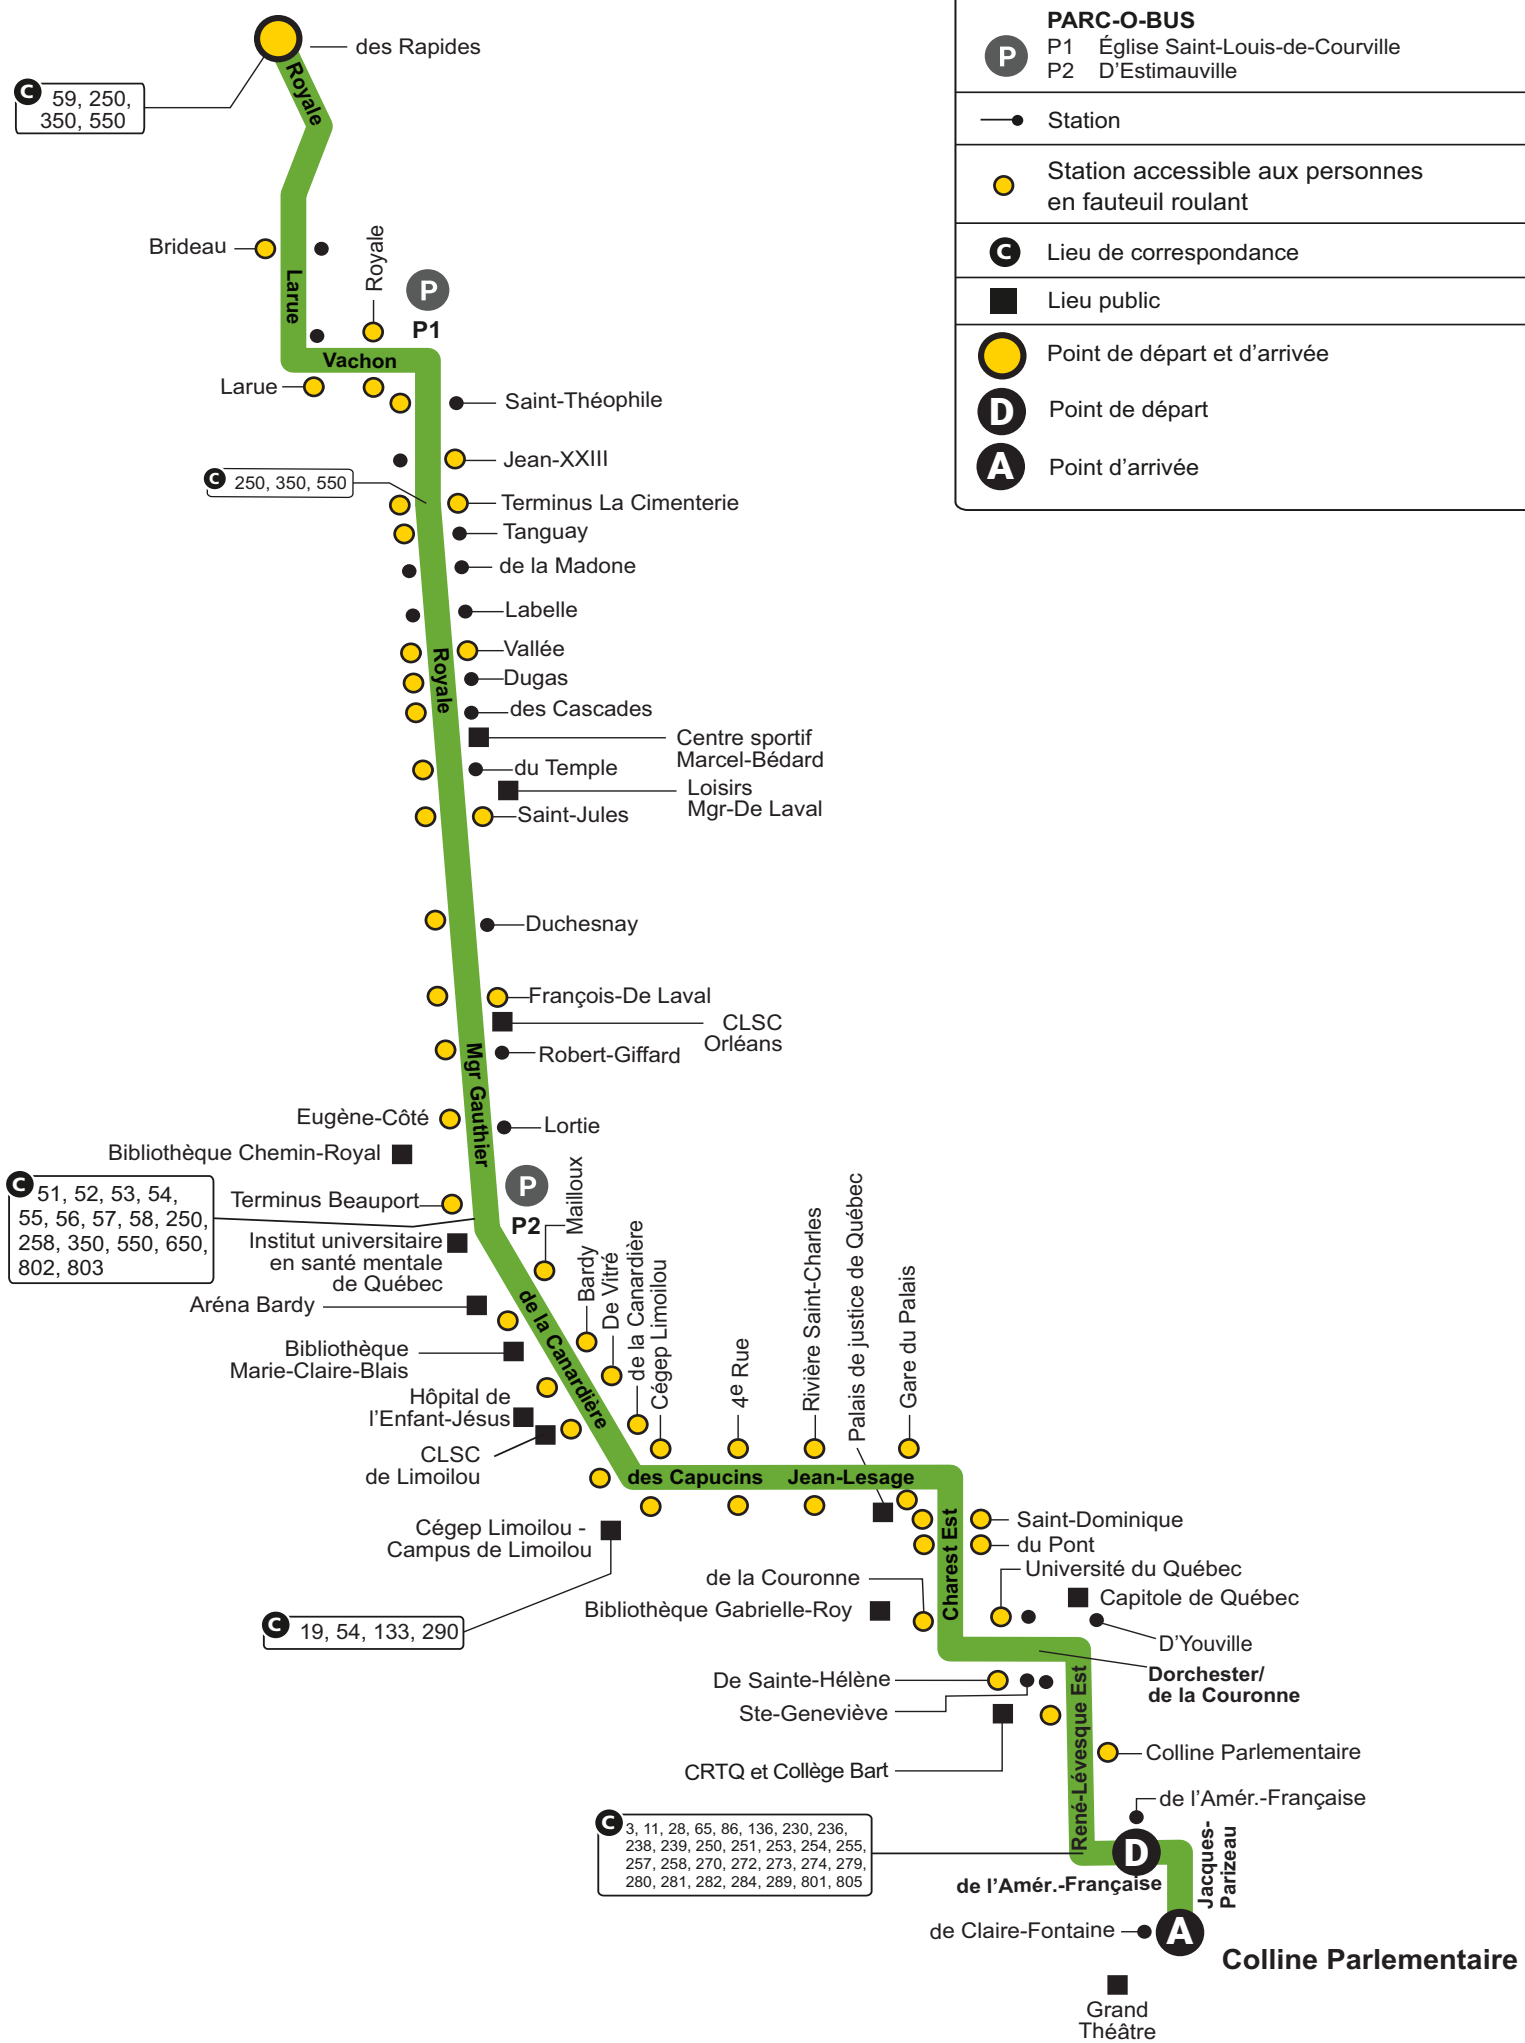 PARC-O-BUS
P
P1 Église Saint-Louis-de-Courville
P2 D'Estimauville
Station
Station accessible aux personnes
en fauteuil roulant
C Lieu de correspondance
Lieu public
Point de départ et d'arrivée
D Point de départ
A Point d'arrivée
des Rapides
C 59, 250,
350, 550
Royale
Brideau
Larue
Royale
P
P1
Vachon
Larue
Saint-Théophile
Jean-XXIII
C 250, 350, 550
Terminus La Cimenterie
Tanguay
de la Madone
Labelle
Vallée
Royale
Dugas
des Cascades
Centre sportif
Marcel-Bédard
du Temple
Loisirs
Mgr-De Laval
Saint-Jules
Duchesnay
François-De Laval
CLSC
Orléans
Robert-Giffard
Mgr Gauthier
Eugène-Côté
Lortie
Bibliothèque Chemin-Royal
C 51, 52, 53, 54,
55, 56, 57, 58, 250,
258, 350, 550, 650,
802, 803
Terminus Beauport
P
P2
Mailloux
Institut universitaire
en santé mentale
de Québec
Aréna Bardy
de la Canardière
Bardy
De Vitré
de la Canardière
Cégep Limoilou
4e Rue
Rivière Saint-Charles
Palais de justice de Québec
Gare du Palais
Bibliothèque
Marie-Claire-Blais
Hôpital de
l'Enfant-Jésus
CLSC
de Limoilou
des Capucins
Jean-Lesage
Cégep Limoilou -
Campus de Limoilou
C 19, 54, 133, 290
Charest Est
Saint-Dominique
du Pont
Université du Québec
de la Couronne
Capitole de Québec
Bibliothèque Gabrielle-Roy
D'Youville
Dorchester/
de la Couronne
De Sainte-Hélène
Ste-Geneviève
René-Lévesque Est
CRTQ et Collège Bart
Colline Parlementaire
de l'Amér.-Française
C 3, 11, 28, 65, 86, 136, 230, 236,
238, 239, 250, 251, 253, 254, 255,
257, 258, 270, 272, 273, 274, 279,
280, 281, 282, 284, 289, 801, 805
D
de l'Amér.-Française
Jacques-
Parizeau
de Claire-Fontaine
A
Colline Parlementaire
Grand
Théâtre